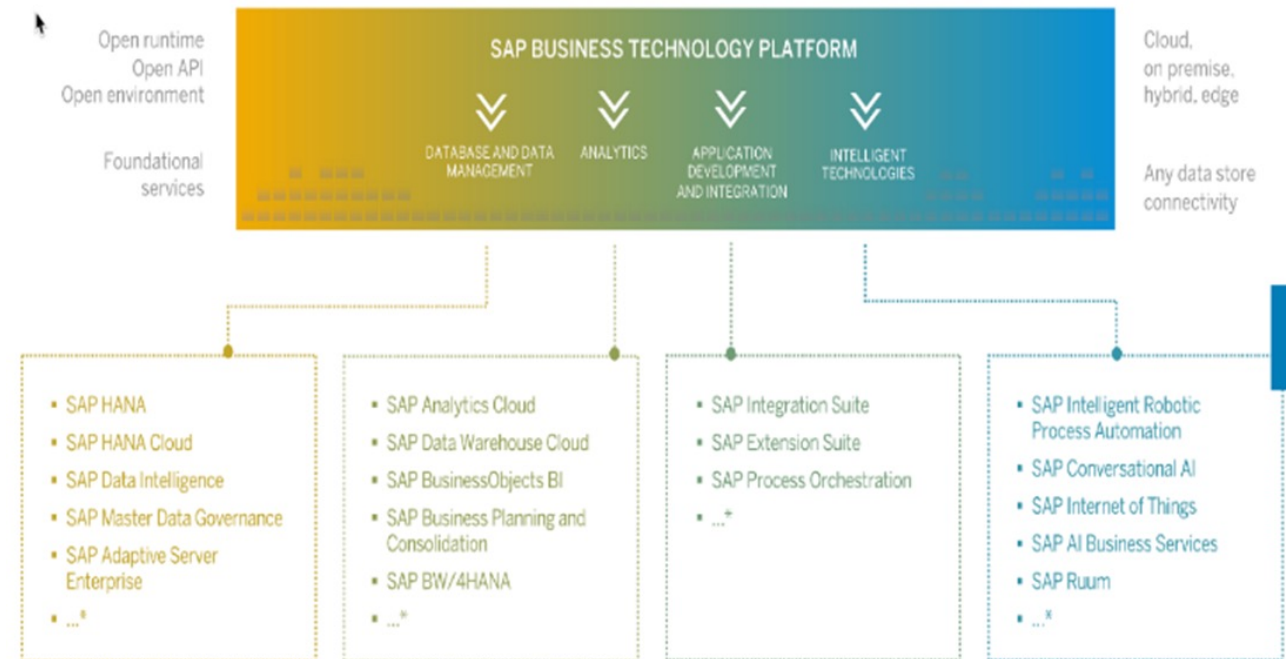 Open runtime
Open API
Open environment
Foundational
services
SAP BUSINESS TECHNOLOGY PLATFORM
DATABASE AND DATA
MANAGEMENT
ANALYTICS
APPLICATION
DEVELOPMENT
AND INTEGRATION
INTELLIGENT
TECHNOLOGIES
Cloud,
on premise,
hybrid, edge
Any data store
connectivity
▪ SAP HANA
▪ SAP HANA Cloud
▪ SAP Data Intelligence
▪ SAP Master Data Governance
▪ SAP Adaptive Server
Enterprise
▪ ...*
▪ SAP Analytics Cloud
▪ SAP Data Warehouse Cloud
▪ SAP BusinessObjects BI
▪ SAP Business Planning and
Consolidation
▪ SAP BW/4HANA
▪ ...*
▪ SAP Integration Suite
▪ SAP Extension Suite
▪ SAP Process Orchestration
▪ ...*
▪ SAP Intelligent Robotic
Process Automation
▪ SAP Conversational AI
▪ SAP Internet of Things
▪ SAP AI Business Services
▪ SAP Ruum
▪ ...*